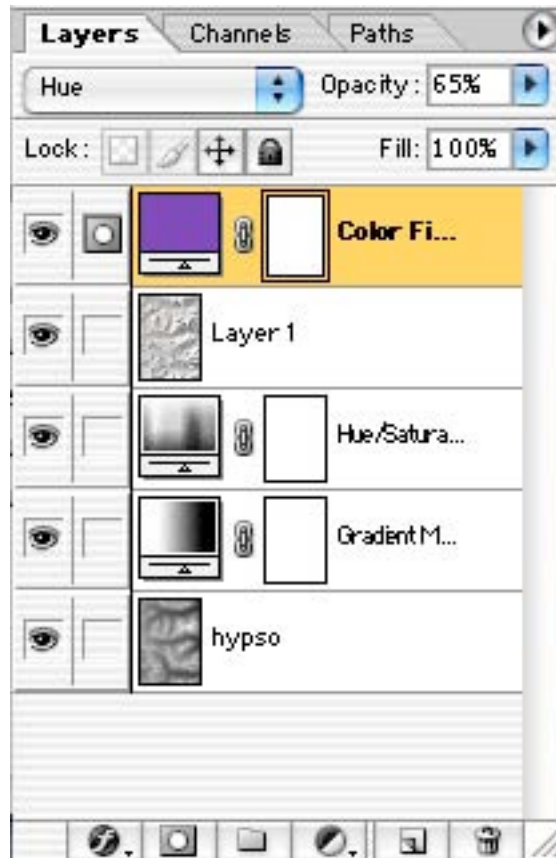 Layers Channels Paths
Hue Opacity: 65%
Lock: Fill: 100%
Color Fi...
Layer 1
Hue/Satura...
Gradient M...
hypso